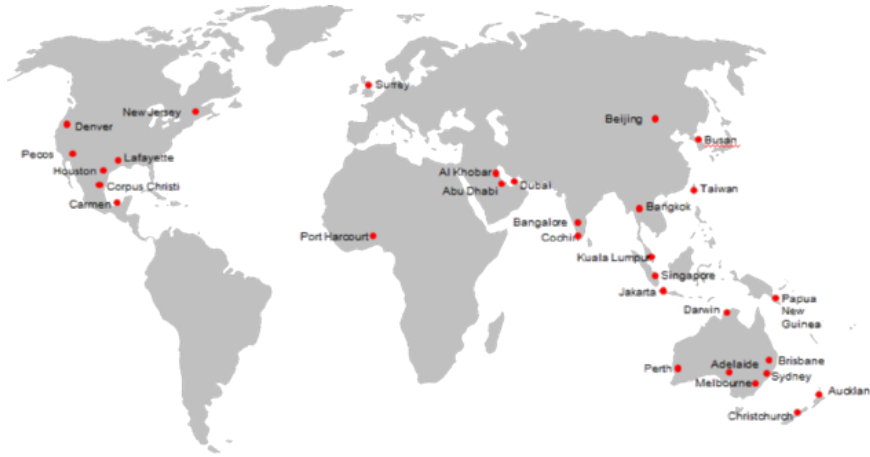 Surrey
New Jersey
Denver
Beijing
Busan
Pecos
Lafayette
Houston
Al Khobar
Corpus Christi
Abu Dhabi
Dubai
Taiwan
Carmen
Bangkok
Bangalore
Port Harcourt
Cochin
Kuala Lumpur
Singapore
Jakarta
Papua
New
Guinea
Darwin
Brisbane
Adelaide
Perth
Sydney
Melbourne
Aucklan
Christchurch